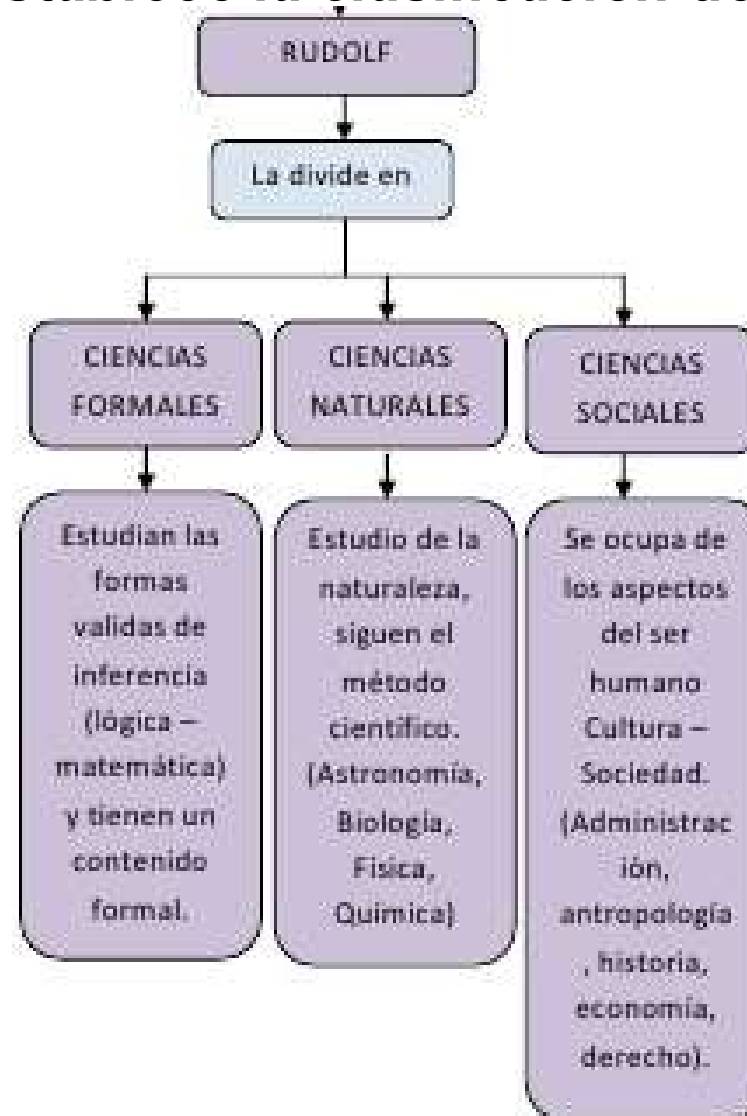 RUDOLF
La divide en
CIENCIAS
FORMALES
CIENCIAS
NATURALES
CIENCIAS
SOCIALES
Estudian las
formas
validas de
inferencia
(lógica –
matemática)
y tienen un
contenido
formal.
Estudio de la
naturaleza,
siguen el
método
científico.
(Astronomía,
Biología,
Física,
Química)
Se ocupa de
los aspectos
del ser
humano
Cultura –
Sociedad.
(Administrac
ión,
antropología
, historia,
economía,
derecho).